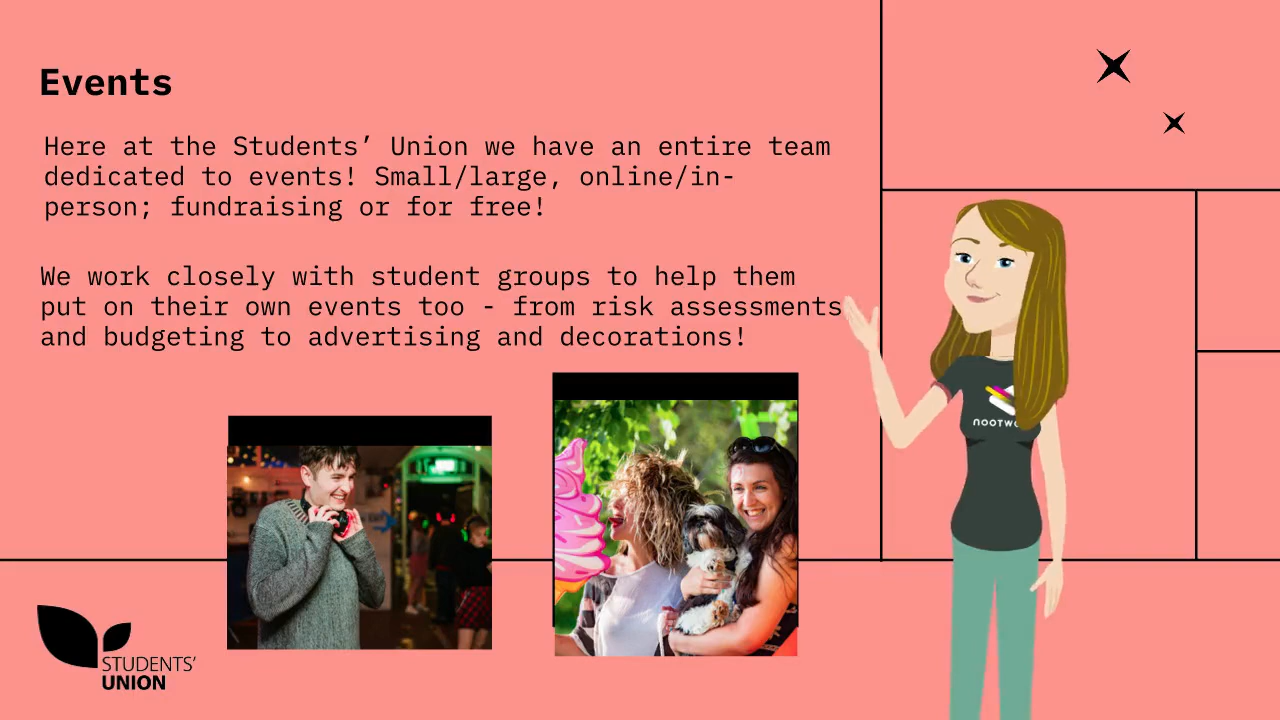 Events
Here at the Students’ Union we have an entire team
dedicated to events! Small/large, online/in-
person; fundraising or for free!
We work closely with student groups to help them
put on their own events too - from risk assessments
and budgeting to advertising and decorations!
STUDENTS’
UNION